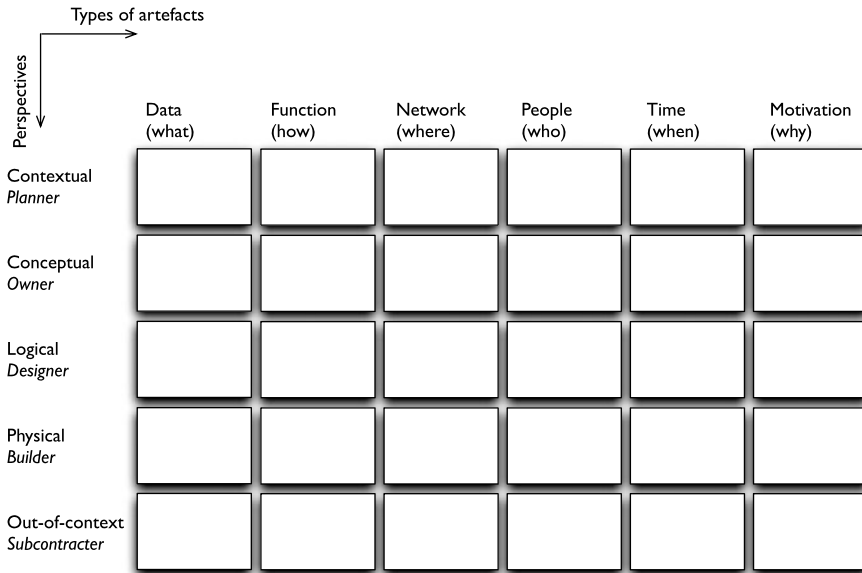 Types of artefacts
Perspectives
Data
(what)
Function
(how)
Network
(where)
People
(who)
Time
(when)
Motivation
(why)
Contextual
Planner
Conceptual
Owner
Logical
Designer
Physical
Builder
Out-of-context
Subcontracter